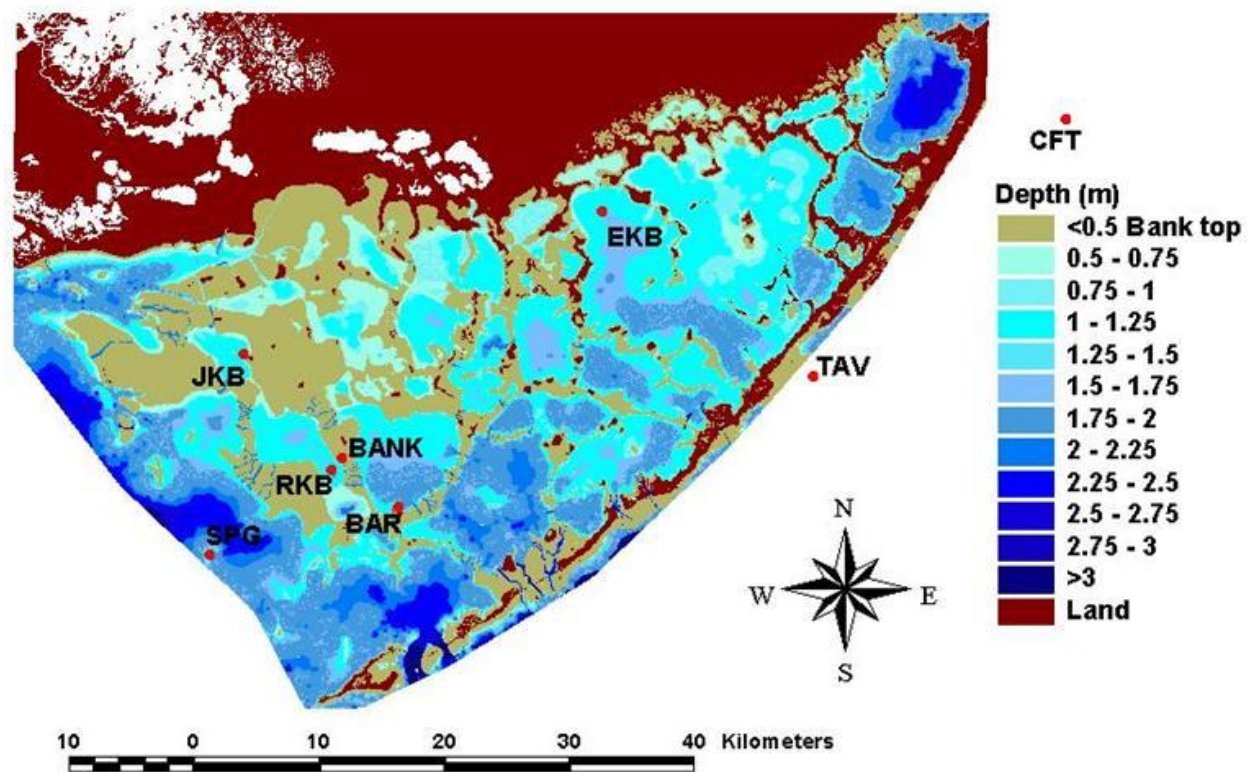 CFT
Depth (m)
<0.5 Bank top
0.5 - 0.75
0.75 - 1
1 - 1.25
1.25 - 1.5
1.5 - 1.75
1.75 - 2
2 - 2.25
2.25 - 2.5
2.5 - 2.75
2.75 - 3
>3
Land
EKB
TAV
JKB
BANK
RKB
BAR
SPG
N
W E
S
10 0 10 20 30 40 Kilometers